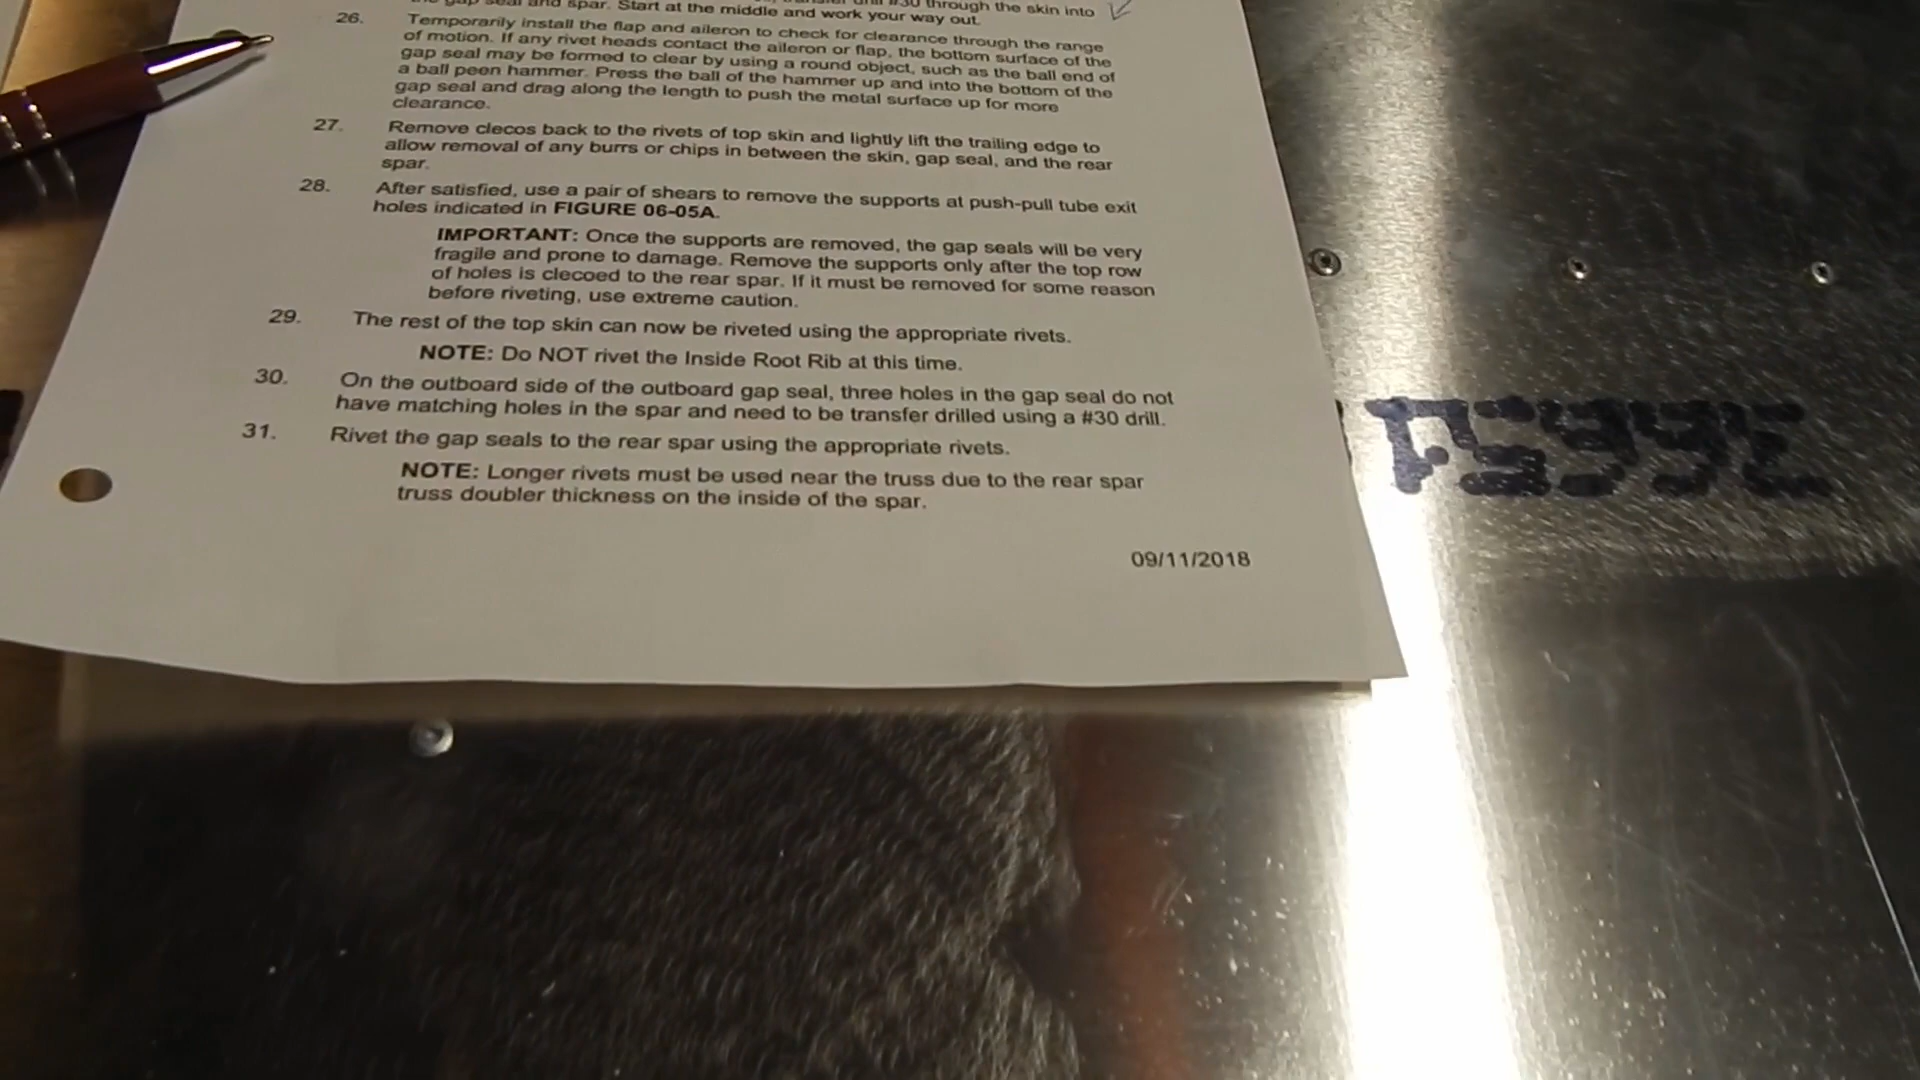 gap seal and spar. Start at the middle and work your way out.
through the skin into
26. Temporarily install the flap and aileron to check for clearance through the range
of motion. If any rivet heads contact the aileron or flap, the bottom surface of the
gap seal may be formed to clear by using a round object, such as the ball end of
a ball peen hammer. Press the ball of the hammer up and into the bottom of the
gap seal and drag along the length to push the metal surface up for more
clearance.
27. Remove clecos back to the rivets of top skin and lightly lift the trailing edge to
allow removal of any burrs or chips in between the skin, gap seal, and the rear
spar.
28. After satisfied, use a pair of shears to remove the supports at push-pull tube exit
holes indicated in FIGURE 06-05A.
IMPORTANT: Once the supports are removed, the gap seals will be very
fragile and prone to damage. Remove the supports only after the top row
of holes is clecoed to the rear spar. If it must be removed for some reason
before riveting, use extreme caution.
29. The rest of the top skin can now be riveted using the appropriate rivets.
NOTE: Do NOT rivet the Inside Root Rib at this time.
30. On the outboard side of the outboard gap seal, three holes in the gap seal do not
have matching holes in the spar and need to be transfer drilled using a #30 drill.
31. Rivet the gap seals to the rear spar using the appropriate rivets.
NOTE: Longer rivets must be used near the truss due to the rear spar
truss doubler thickness on the inside of the spar.
09/11/2018